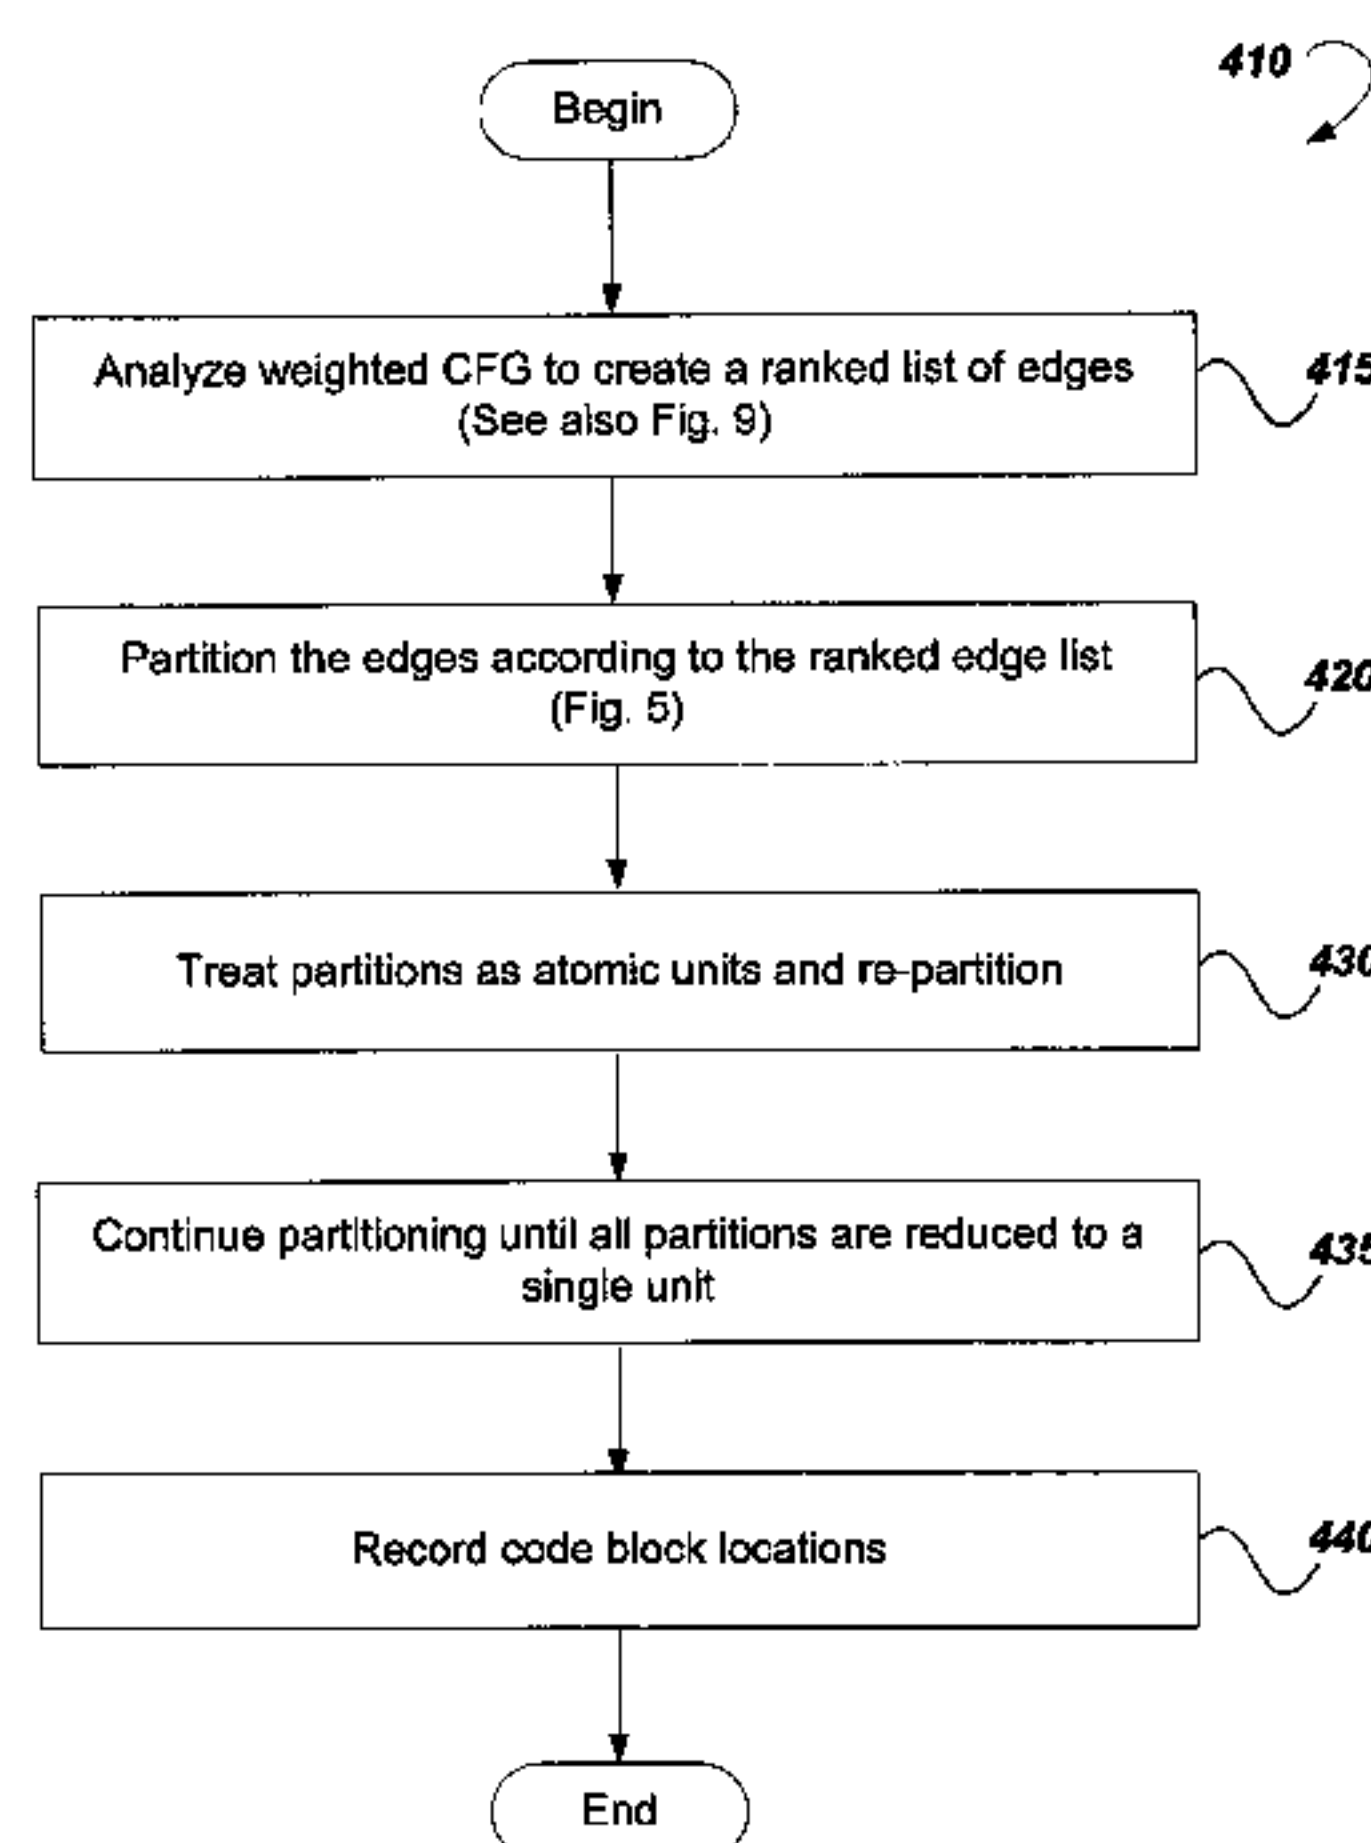 410
Begin
Analyze weighted CFG to create a ranked list of edges
(See also Fig. 9)
415
Partition the edges according to the ranked edge list
(Fig. 5)
420
Treat partitions as atomic units and re-partition
430
Continue partitioning until all partitions are reduced to a
single unit
435
Record code block locations
440
End